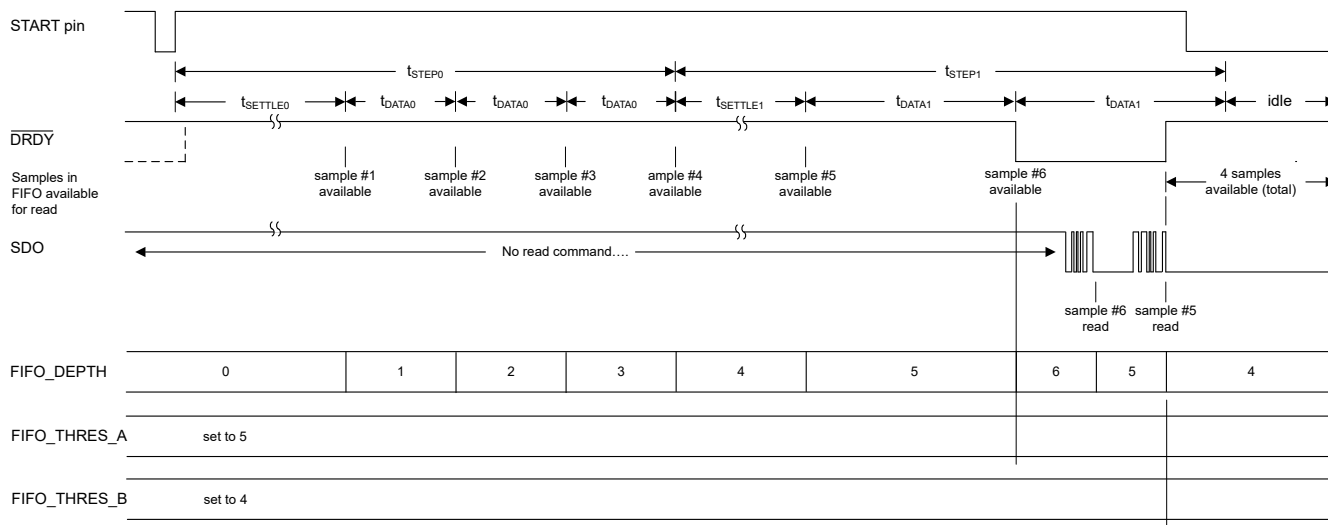 START pin
tSTEP0
tSTEP1
tSETTLE0
tDATA0
tDATA0
tDATA0
tSETTLE1
tDATA1
tDATA1
idle
DRDY
Samples in
FIFO available
for read
sample #1
available
sample #2
available
sample #3
available
ample #4
available
sample #5
available
sample #6
available
4 samples
available (total)
SDO
No read command....
sample #6
read
sample #5
read
FIFO_DEPTH
0
1
2
3
4
5
6
5
4
FIFO_THRES_A
set to 5
FIFO_THRES_B
set to 4